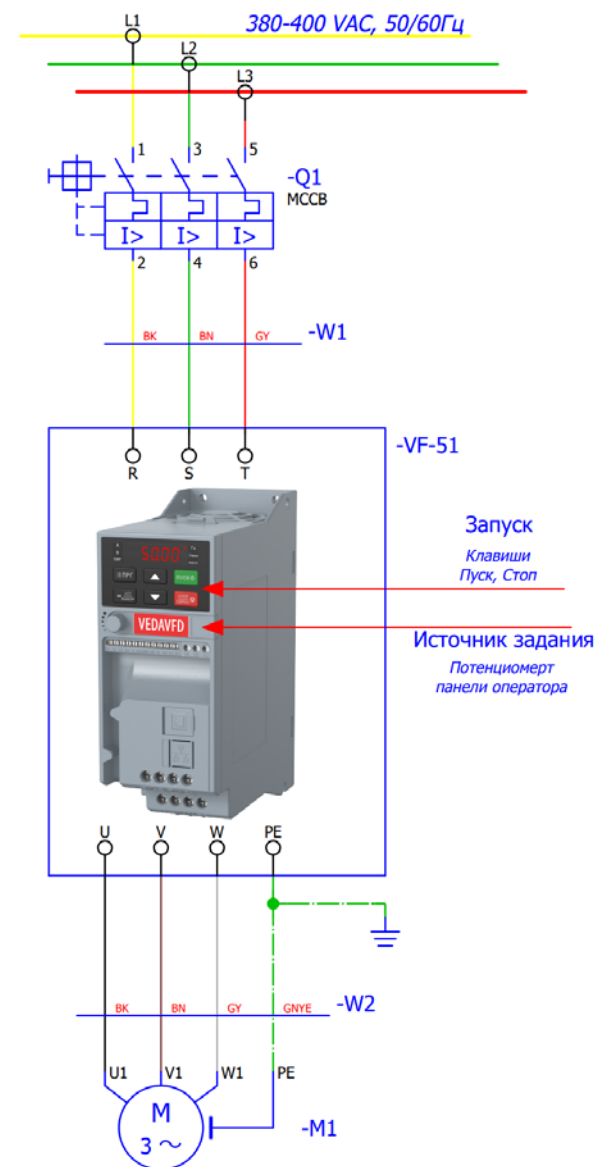 380-400 VAC, 50/60Гц
L1
L2
L3
1
3
5
-Q1
MCCB
I>
I>
I>
2
4
6
BK
BN
GY
-W1
-VF-51
R
S
T
Запуск
Клавиши
Пуск, Стоп
5000
VEDAVFD
Источник задания
Потенциомерт
панели оператора
U
V
W
PE
BK
BN
GY
GNYE
-W2
U1
V1
W1
PE
M
3 ~
-M1